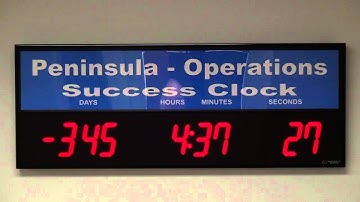 Peninsula - Operations
Success Clock
DAYS HOURS MINUTES SECONDS
-345 4:37 27